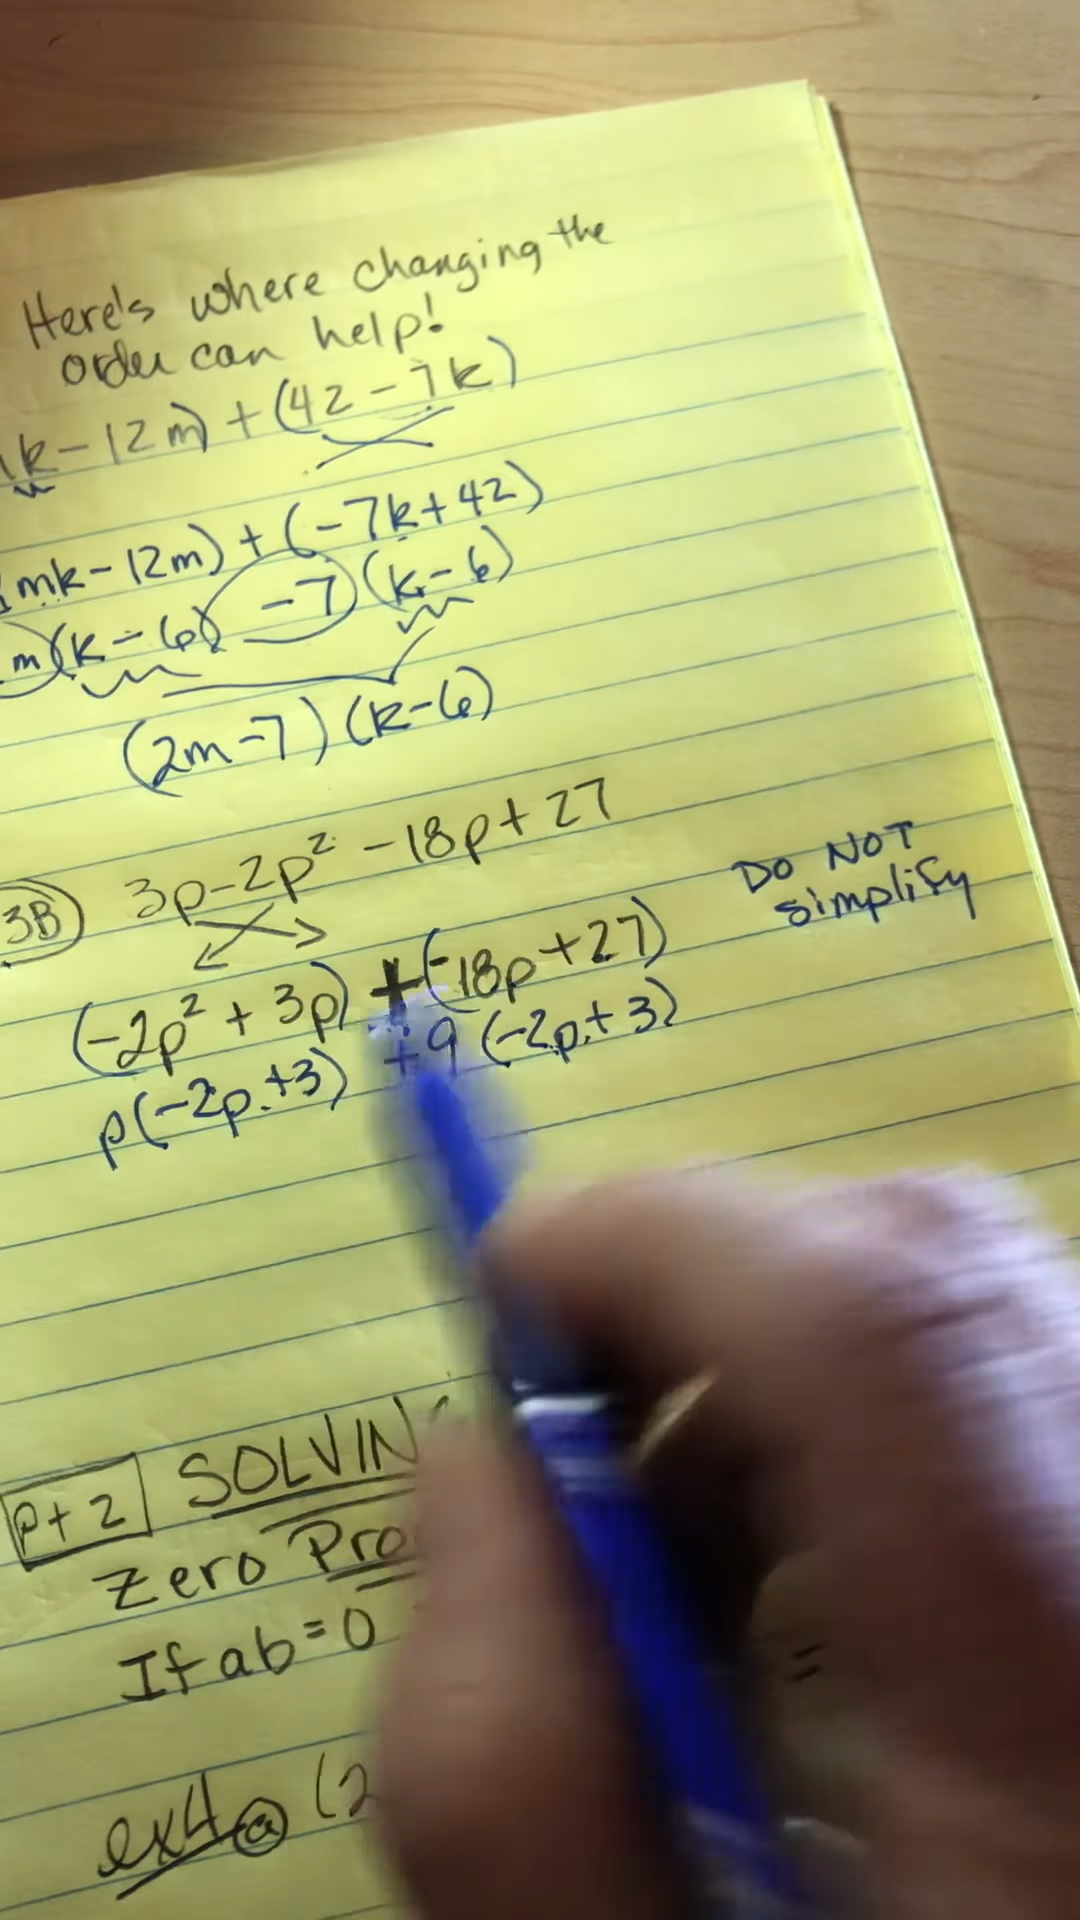 Here's where changing the
order can help!
k-12m) + (42-7k)
(mk-12m) + (-7k+42)
m(k-6) -7(k-6)
(2m-7)(k-6)
3B) 3p-2p² -18p+27
DO NOT
simplify
(-2p² + 3p) + (-18p+27)
p(-2p+3) +9(-2p+3)
pt 2 SOLVIN
Zero Pro
If ab=0 =
ex4 a (2